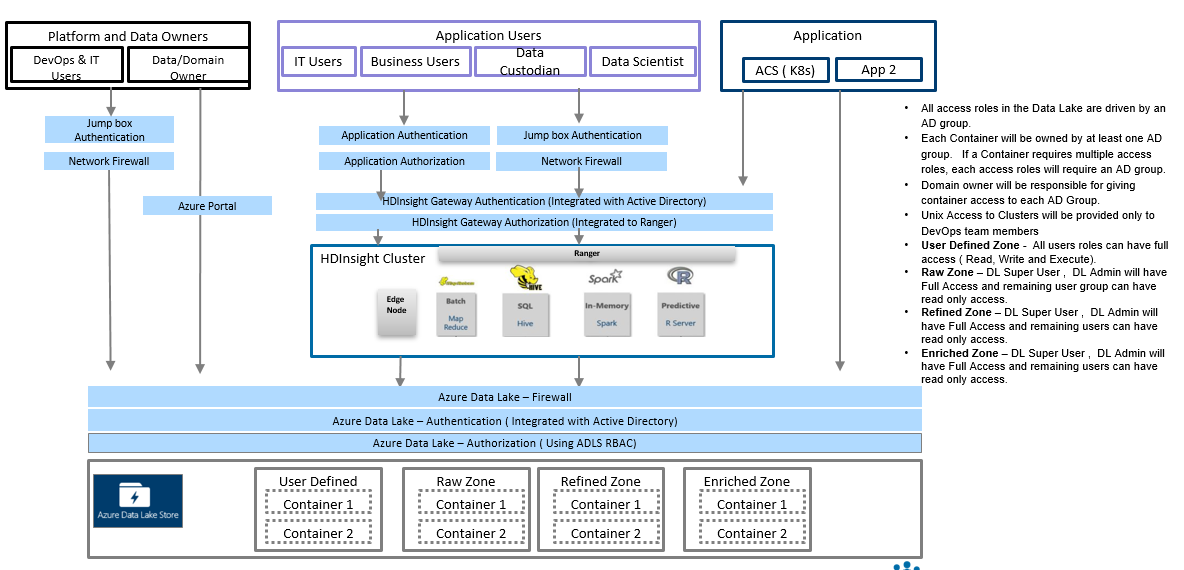 Platform and Data Owners
DevOps & IT
Users
Data/Domain
Owner
Application Users
IT Users
Business Users
Data
Custodian
Data Scientist
Application
ACS ( K8s)
App 2
Jump box
Authentication
Network Firewall
Azure Portal
Application Authentication
Application Authorization
Jump box Authentication
Network Firewall
HDInsight Gateway Authentication (Integrated with Active Directory)
HDInsight Gateway Authorization (Integrated to Ranger)
HDInsight Cluster
Ranger
Edge
Node
Batch
Map
Reduce
HIVE
SQL
Hive
Spark
In-Memory
Spark
R
Predictive
R Server
Azure Data Lake – Firewall
Azure Data Lake – Authentication ( Integrated with Active Directory)
Azure Data Lake – Authorization ( Using ADLS RBAC)
Azure Data Lake Store
User Defined
Container 1
Container 2
Raw Zone
Container 1
Container 2
Refined Zone
Container 1
Container 2
Enriched Zone
Container 1
Container 2
• All access roles in the Data Lake are driven by an
AD group.
• Each Container will be owned by at least one AD
group. If a Container requires multiple access
roles, each access roles will require an AD group.
• Domain owner will be responsible for giving
container access to each AD Group.
• Unix Access to Clusters will be provided only to
DevOps team members
• User Defined Zone - All users roles can have full
access ( Read, Write and Execute).
• Raw Zone – DL Super User , DL Admin will have
Full Access and remaining user group can have
read only access.
• Refined Zone – DL Super User , DL Admin will
have Full Access and remaining users can have
read only access.
• Enriched Zone – DL Super User , DL Admin will
have Full Access and remaining users can have
read only access.